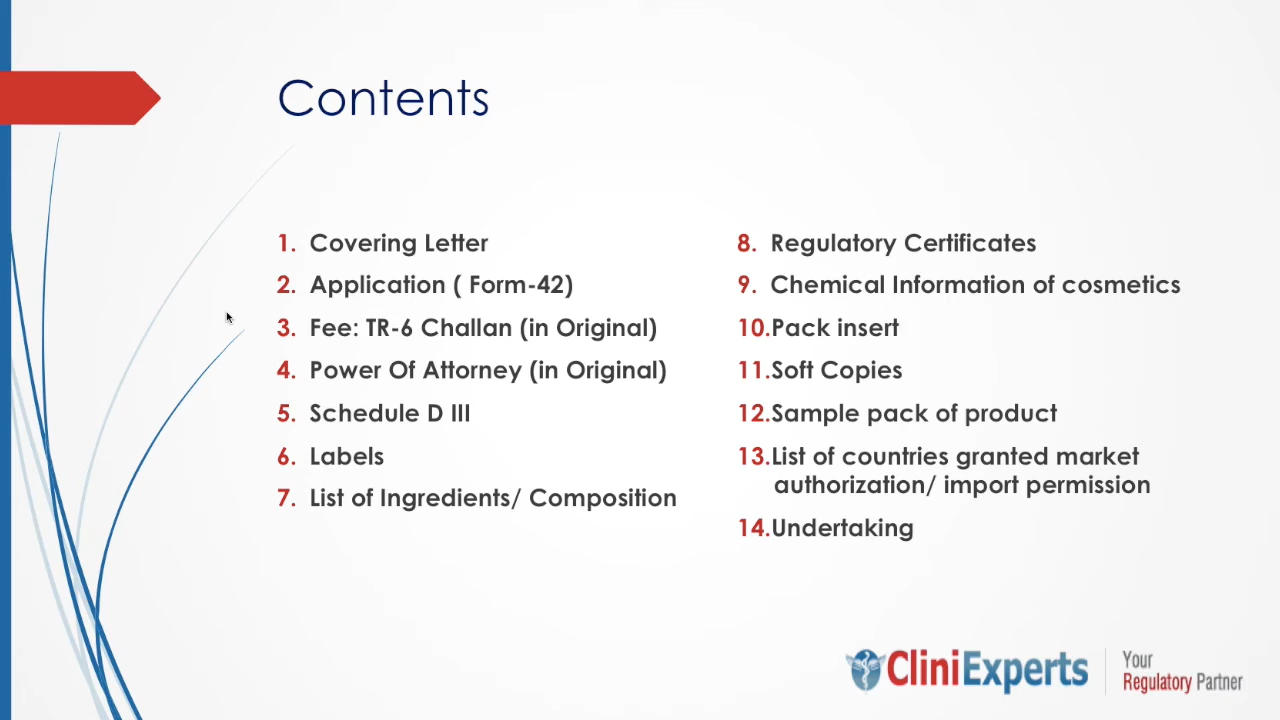 Contents
1. Covering Letter
2. Application ( Form-42)
3. Fee: TR-6 Challan (in Original)
4. Power Of Attorney (in Original)
5. Schedule D III
6. Labels
7. List of Ingredients/ Composition
8. Regulatory Certificates
9. Chemical Information of cosmetics
10.Pack insert
11.Soft Copies
12.Sample pack of product
13.List of countries granted market
authorization/ import permission
14.Undertaking
CliniExperts
Your
Regulatory Partner